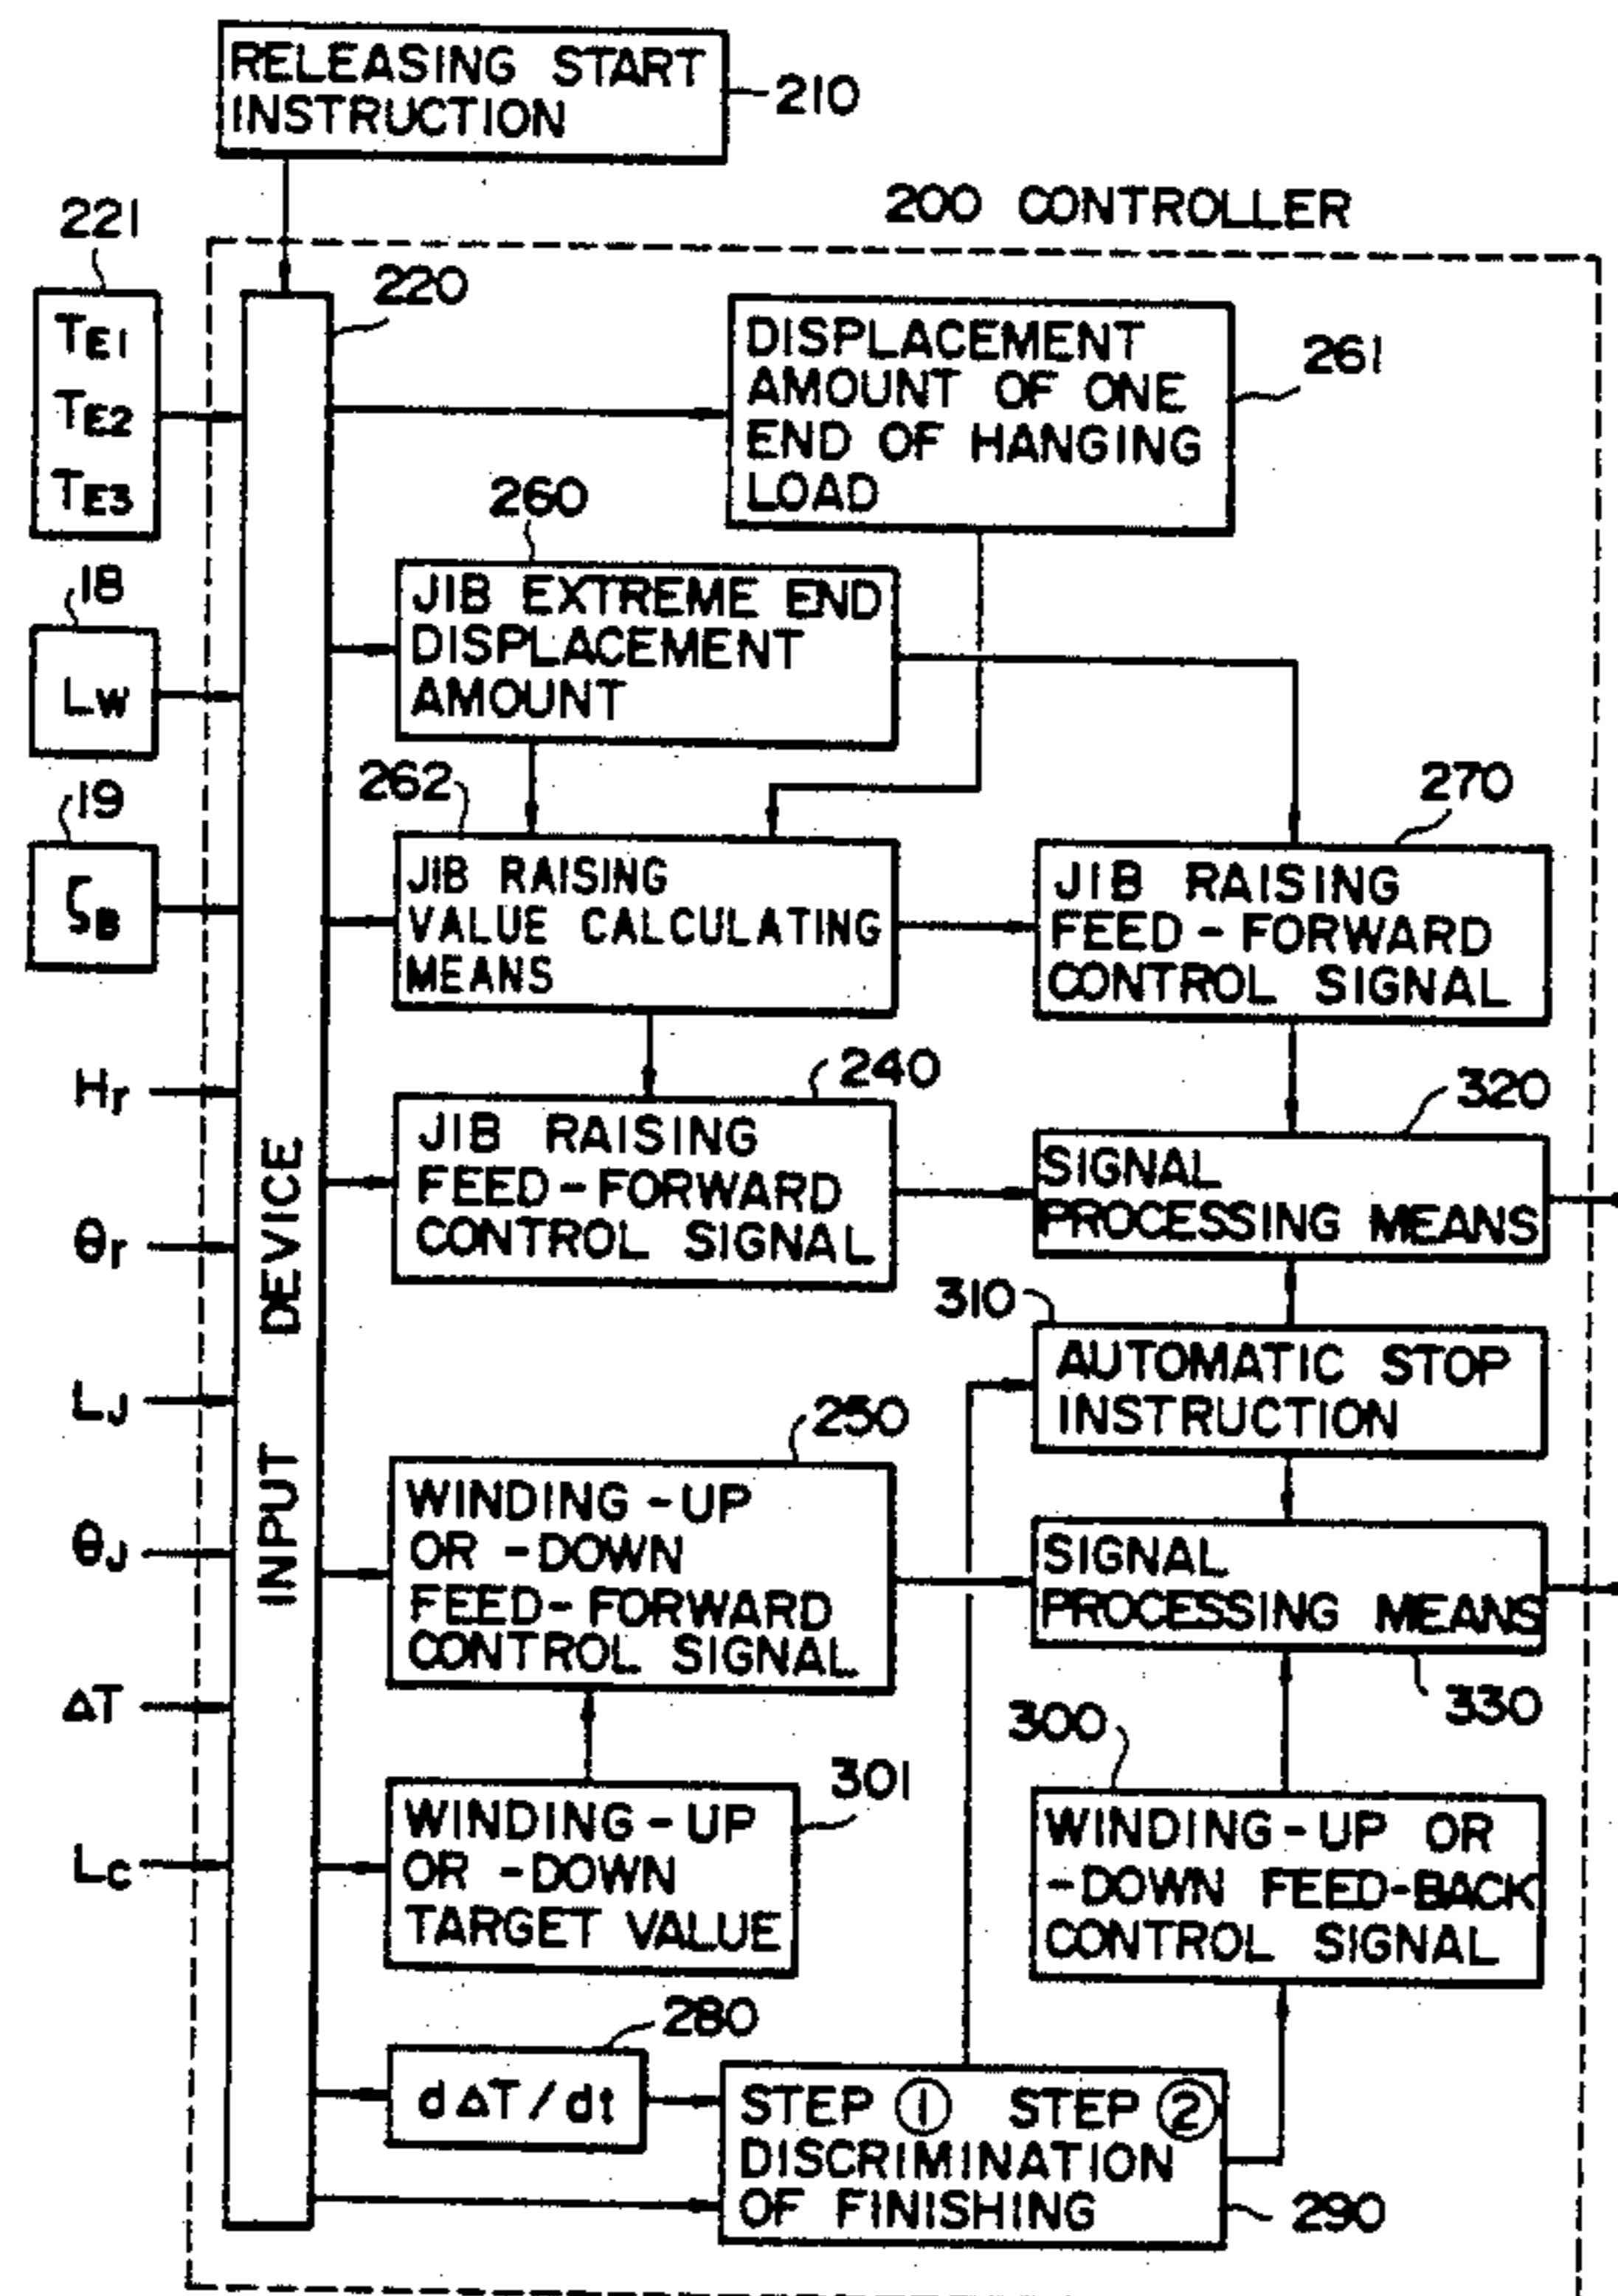 RELEASING START
INSTRUCTION
210
200 CONTROLLER
221
TE1
TE2
TE3
220
DISPLACEMENT
AMOUNT OF ONE
END OF HANGING
LOAD
261
260
JIB EXTREME END
DISPLACEMENT
AMOUNT
18
LW
19
ζB
262
JIB RAISING
VALUE CALCULATING
MEANS
270
JIB RAISING
FEED-FORWARD
CONTROL SIGNAL
Hr
θr
LJ
θJ
ΔT
LC
INPUT DEVICE
240
JIB RAISING
FEED-FORWARD
CONTROL SIGNAL
320
SIGNAL
PROCESSING MEANS
310
AUTOMATIC STOP
INSTRUCTION
250
WINDING-UP
OR -DOWN
FEED-FORWARD
CONTROL SIGNAL
SIGNAL
PROCESSING MEANS
330
301
WINDING-UP
OR -DOWN
TARGET VALUE
300
WINDING-UP OR
-DOWN FEED-BACK
CONTROL SIGNAL
280
dΔT/dt
STEP ① STEP ②
DISCRIMINATION
OF FINISHING
290